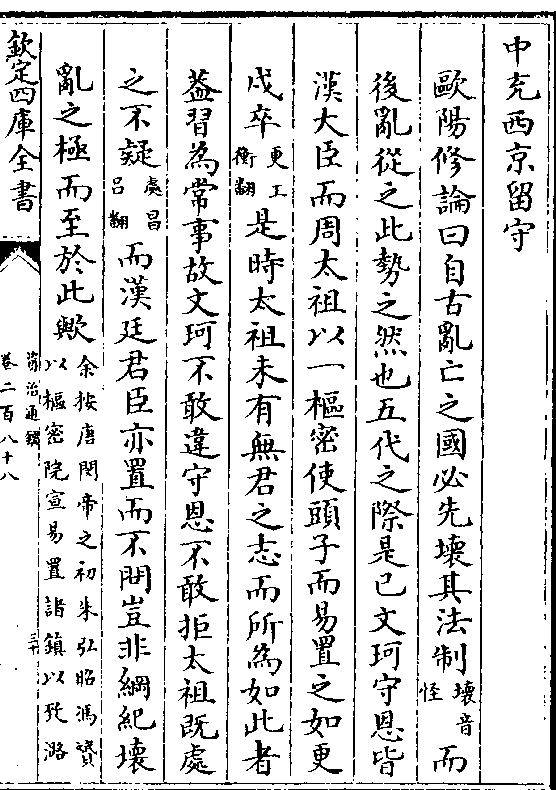 中充西京留守
歐陽修論曰自古亂亡之國必先壞其法制壞音怪而
後亂從之此勢之然也五代之際是已文珂守恩皆
漢大臣而周太祖以一樞密使頭子而易置之如更
戍卒更工衡翻是時太祖未有無君之志而所為如此者
葢習為常事故文珂不敢違守恩不敢拒太祖既處
之不疑處昌呂翻而漢廷君臣亦置而不問豈非綱紀壞
亂之極而至於此歟余按唐閔帝之初朱弘昭馮贇
以樞密院宣易置諸鎮以致潞
欽定四庫全書
資治通鑑
卷二百八十八
三十